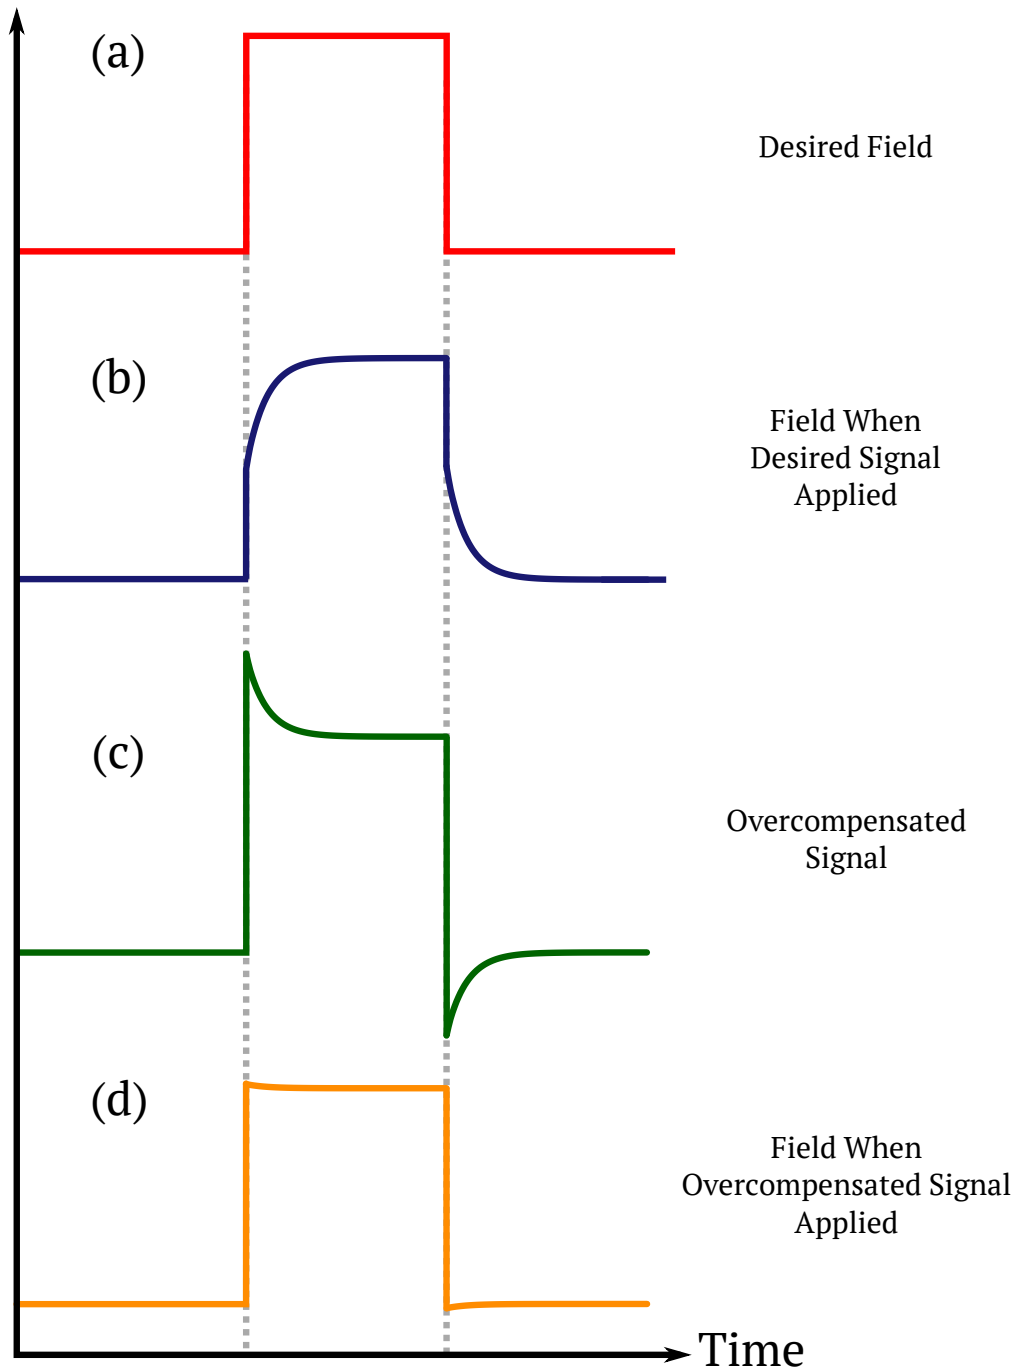 (a)
Desired Field
(b)
Field When
Desired Signal
Applied
(c)
Overcompensated
Signal
(d)
Field When
Overcompensated Signal
Applied
Time